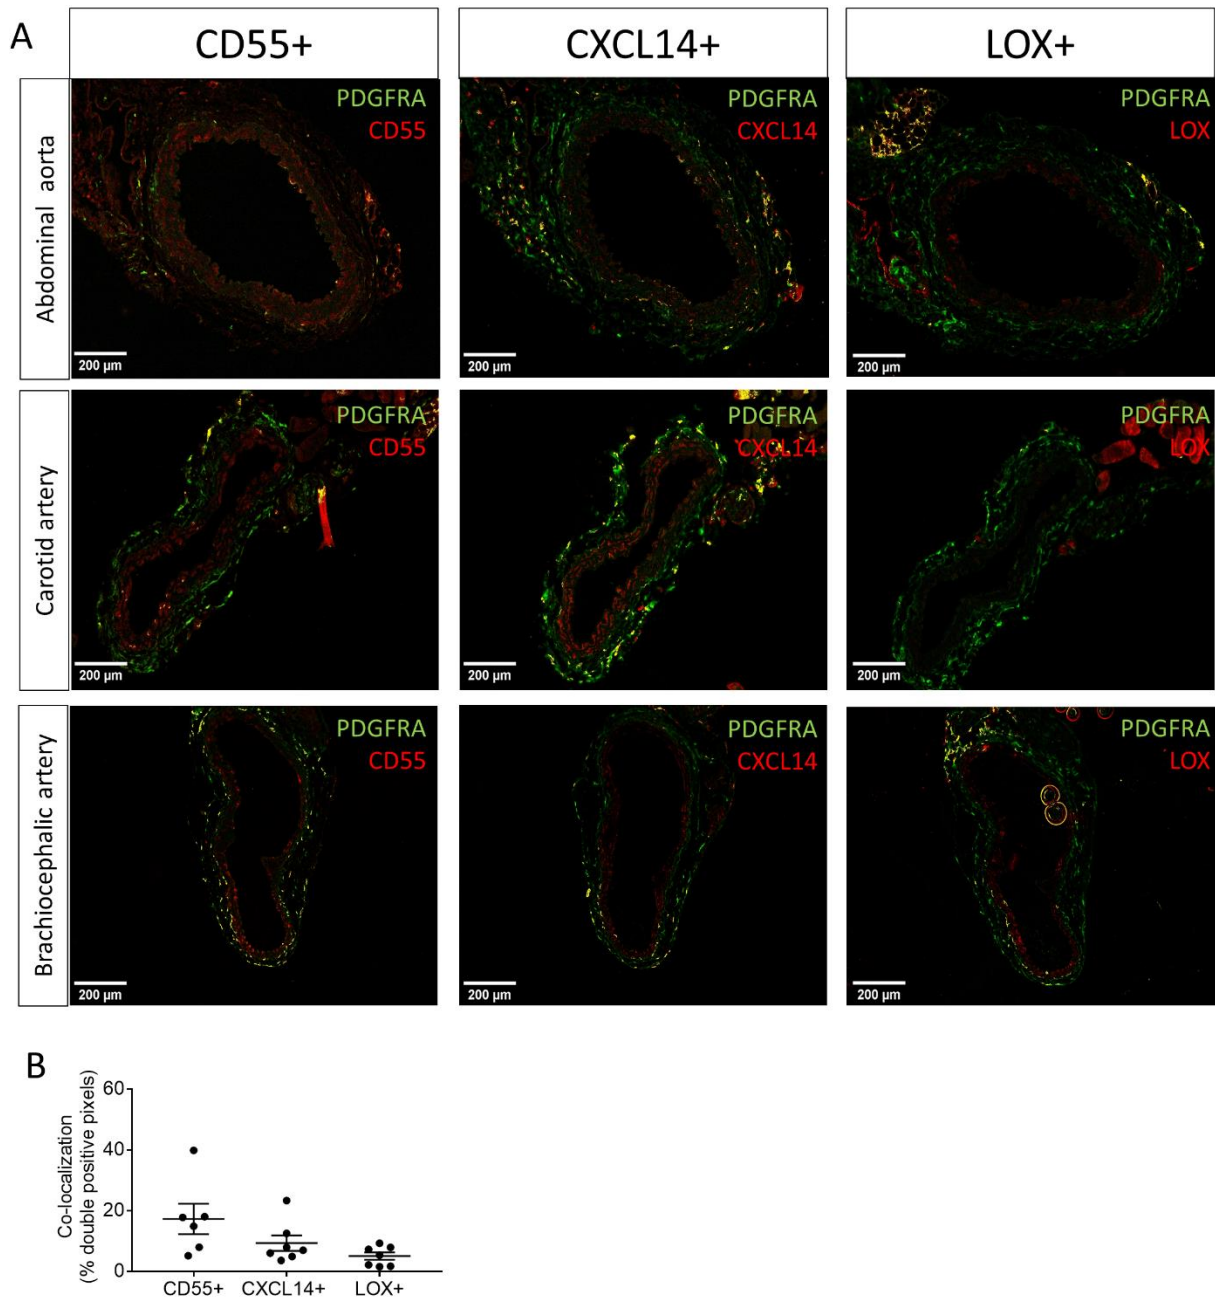 A
CD55+
CXCL14+
LOX+
Abdominal aorta
PDGFRA
CD55
200 µm
PDGFRA
CXCL14
200 µm
PDGFRA
LOX
200 µm
Carotid artery
PDGFRA
CD55
200 µm
PDGFRA
CXCL14
200 µm
PDGFRA
LOX
200 µm
Brachiocephalic artery
PDGFRA
CD55
200 µm
PDGFRA
CXCL14
200 µm
PDGFRA
LOX
200 µm
B
Co-localization
(% double positive pixels)
60
40
20
0
CD55+
CXCL14+
LOX+